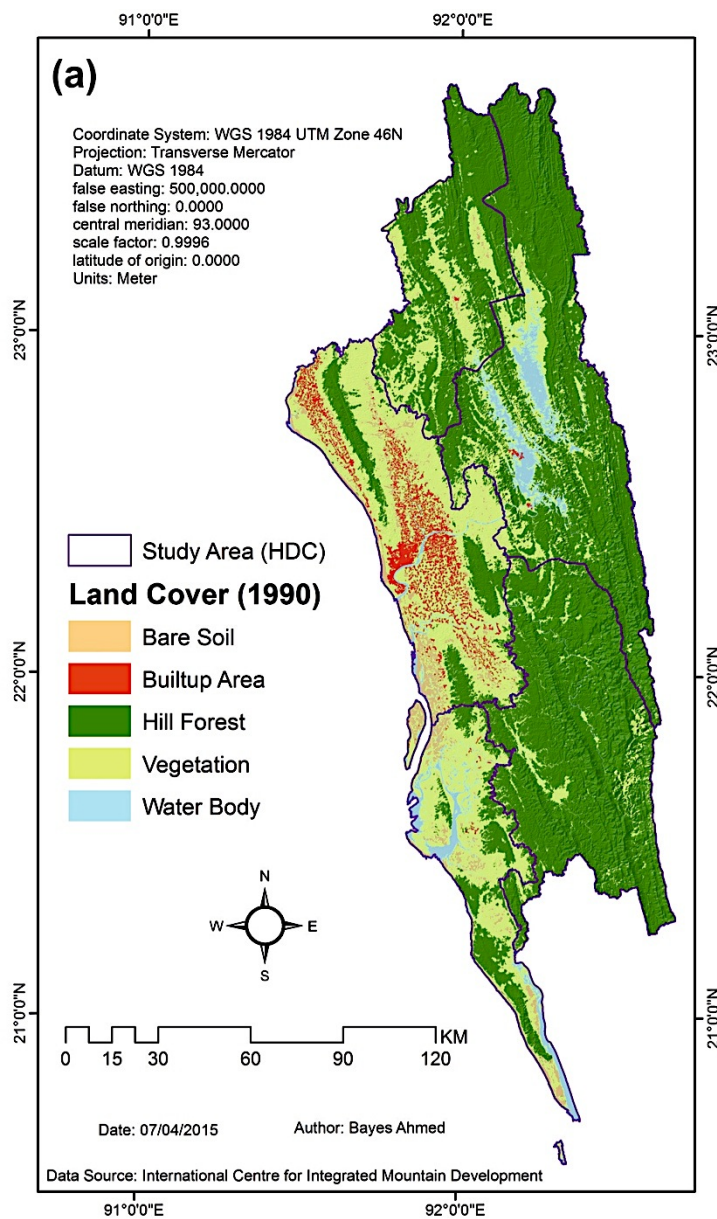 91°0'0"E
92°0'0"E
(a)
Coordinate System: WGS 1984 UTM Zone 46N
Projection: Transverse Mercator
Datum: WGS 1984
false easting: 500,000.0000
false northing: 0.0000
central meridian: 93.0000
scale factor: 0.9996
latitude of origin: 0.0000
Units: Meter
23°0'0"N
23°0'0"N
Study Area (HDC)
Land Cover (1990)
Bare Soil
Builtup Area
Hill Forest
Vegetation
Water Body
22°0'0"N
22°0'0"N
N
W
E
S
21°0'0"N
21°0'0"N
KM
0 15 30 60 90 120
Date: 07/04/2015
Author: Bayes Ahmed
Data Source: International Centre for Integrated Mountain Development
91°0'0"E
92°0'0"E